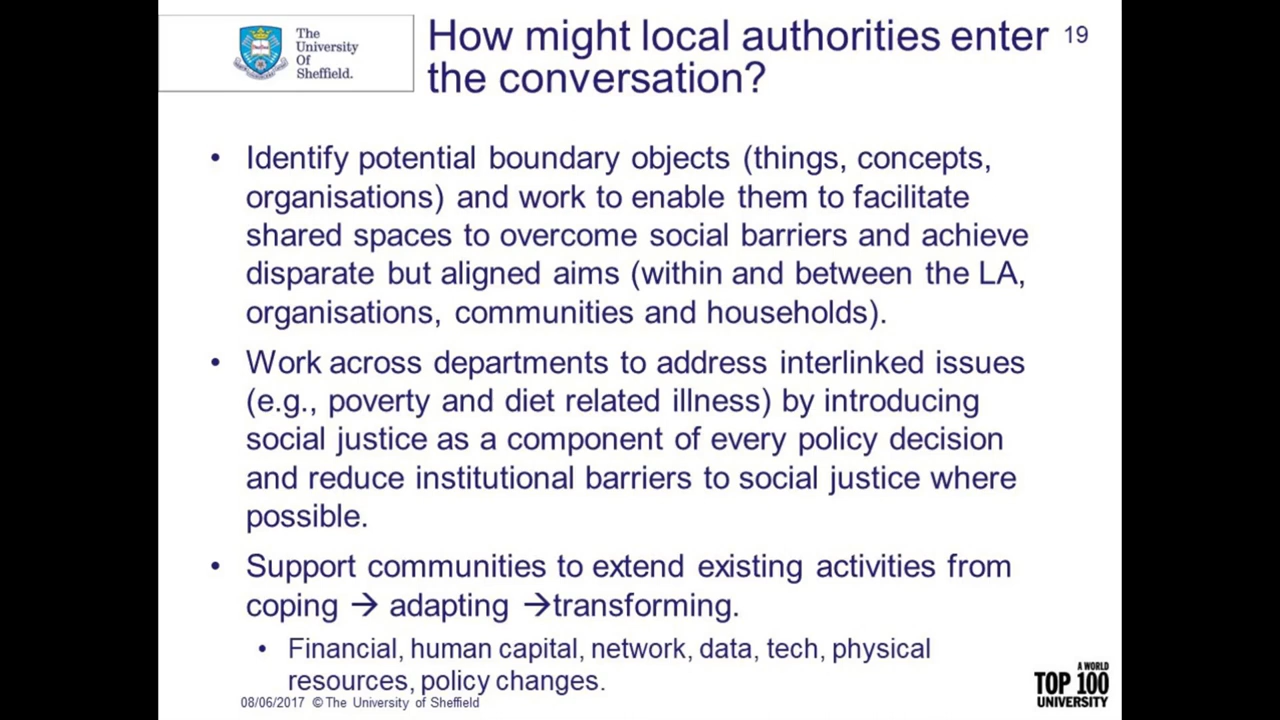 The
University
Of
Sheffield.
How might local authorities enter
the conversation?
19
• Identify potential boundary objects (things, concepts,
organisations) and work to enable them to facilitate
shared spaces to overcome social barriers and achieve
disparate but aligned aims (within and between the LA,
organisations, communities and households).
• Work across departments to address interlinked issues
(e.g., poverty and diet related illness) by introducing
social justice as a component of every policy decision
and reduce institutional barriers to social justice where
possible.
• Support communities to extend existing activities from
coping → adapting →transforming.
• Financial, human capital, network, data, tech, physical
resources, policy changes.
08/06/2017 © The University of Sheffield
A WORLD
TOP 100
UNIVERSITY